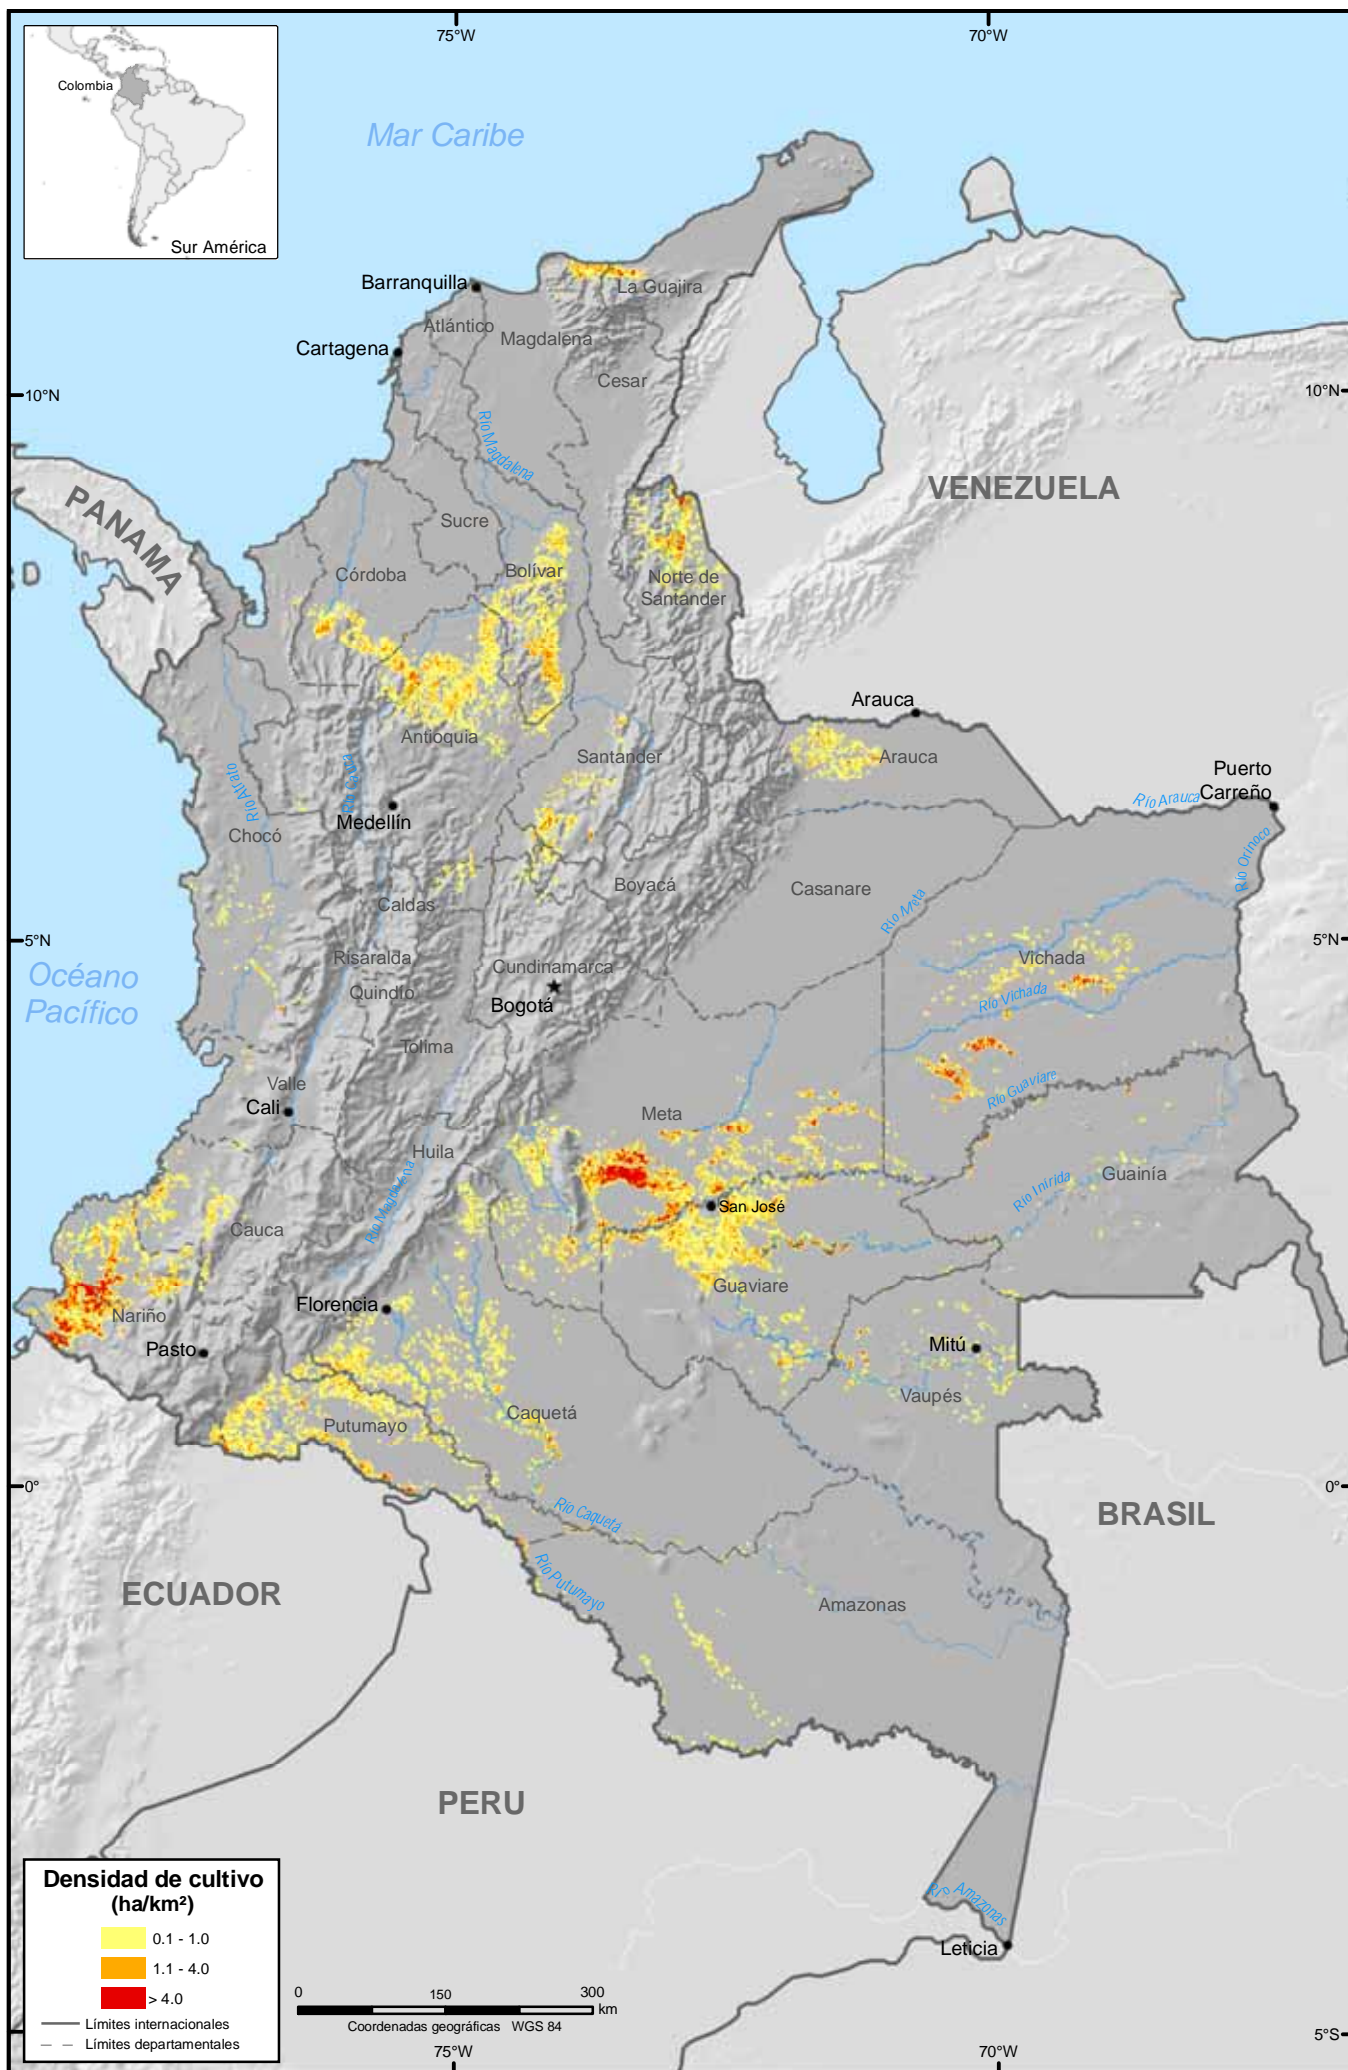 75°W
70°W
Colombia
Sur América
Mar Caribe
Barranquilla
La Guajira
Atlántico
Magdalena
Cartagena
Cesar
10°N
10°N
Río Magdalena
VENEZUELA
PANAMA
Sucre
Córdoba
Bolívar
Norte de
Santander
D
Arauca
Antioquia
Santander
Arauca
Puerto
Carreño
Río Arauca
Río Atrato
Río Cauca
Medellín
Chocó
Río Orinoco
Boyacá
Casanare
Caldas
Río Meta
5°N
5°N
Risaralda
Cundinamarca
Vichada
Océano
Pacífico
Quindío
Bogotá
Río Vichada
Tolima
Valle
Río Guaviare
Cali
Meta
Huila
Guainía
Río Inírida
Río Magdalena
San José
Cauca
Guaviare
Florencia
Nariño
Pasto
Mitú
Vaupés
Caquetá
Putumayo
0°
0°
Río Caquetá
BRASIL
Río Putumayo
ECUADOR
Amazonas
PERU
Río Amazonas
Leticia
Densidad de cultivo
(ha/km²)
0.1 - 1.0
1.1 - 4.0
> 4.0
Límites internacionales
Límites departamentales
0 150 300
km
Coordenadas geográficas WGS 84
5°S
75°W
70°W